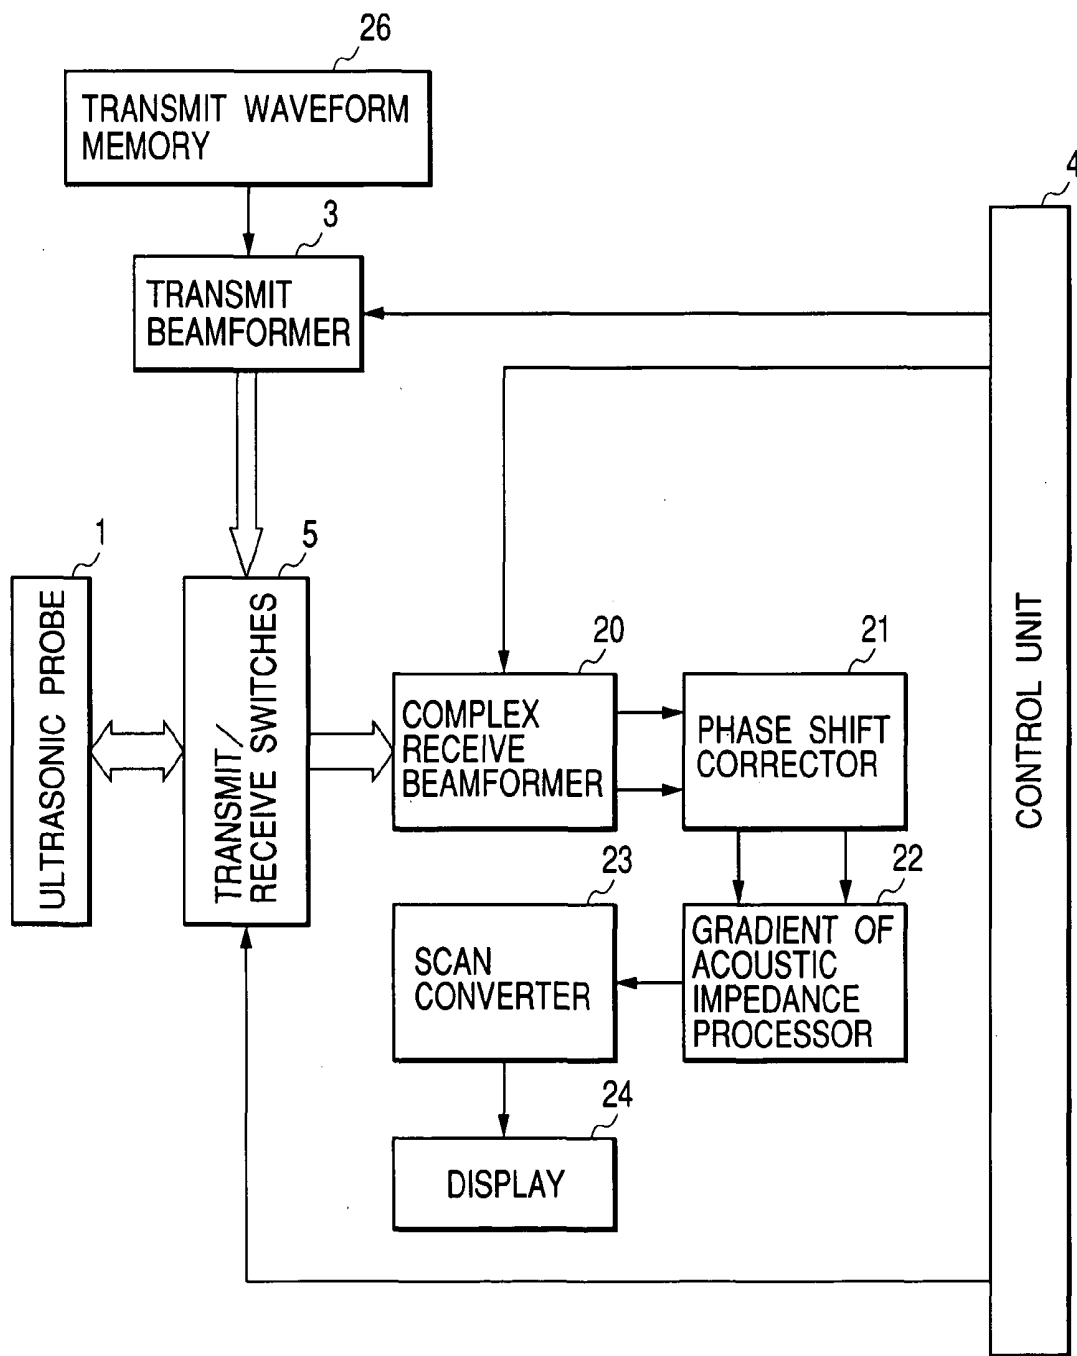 26
TRANSMIT WAVEFORM
MEMORY
4
3
TRANSMIT
BEAMFORMER
1
ULTRASONIC PROBE
5
TRANSMIT/
RECEIVE SWITCHES
20
COMPLEX
RECEIVE
BEAMFORMER
21
PHASE SHIFT
CORRECTOR
CONTROL UNIT
23
SCAN
CONVERTER
22
GRADIENT OF
ACOUSTIC
IMPEDANCE
PROCESSOR
24
DISPLAY